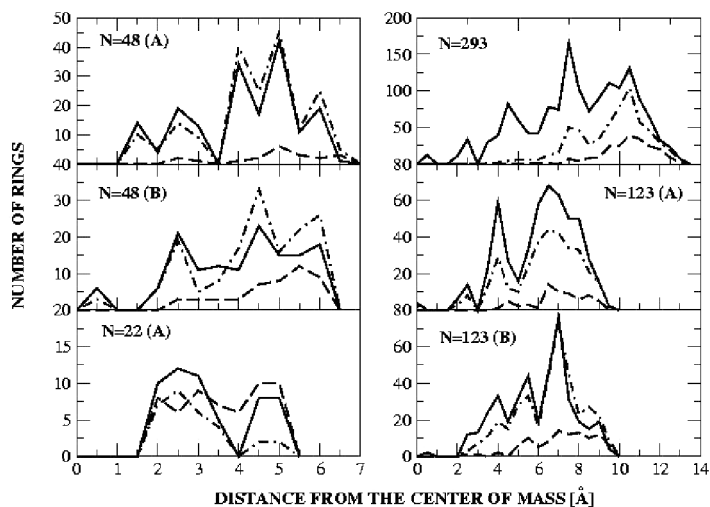 50
40
30
20
10
40
N=48 (A)
200
150
100
50
80
N=293
30
20
10
20
N=48 (B)
60
40
20
80
N=123 (A)
15
10
5
0
N=22 (A)
60
40
20
0
N=123 (B)
0 1 2 3 4 5 6 7
0 2 4 6 8 10 12 14
NUMBER OF RINGS
DISTANCE FROM THE CENTER OF MASS [Å]